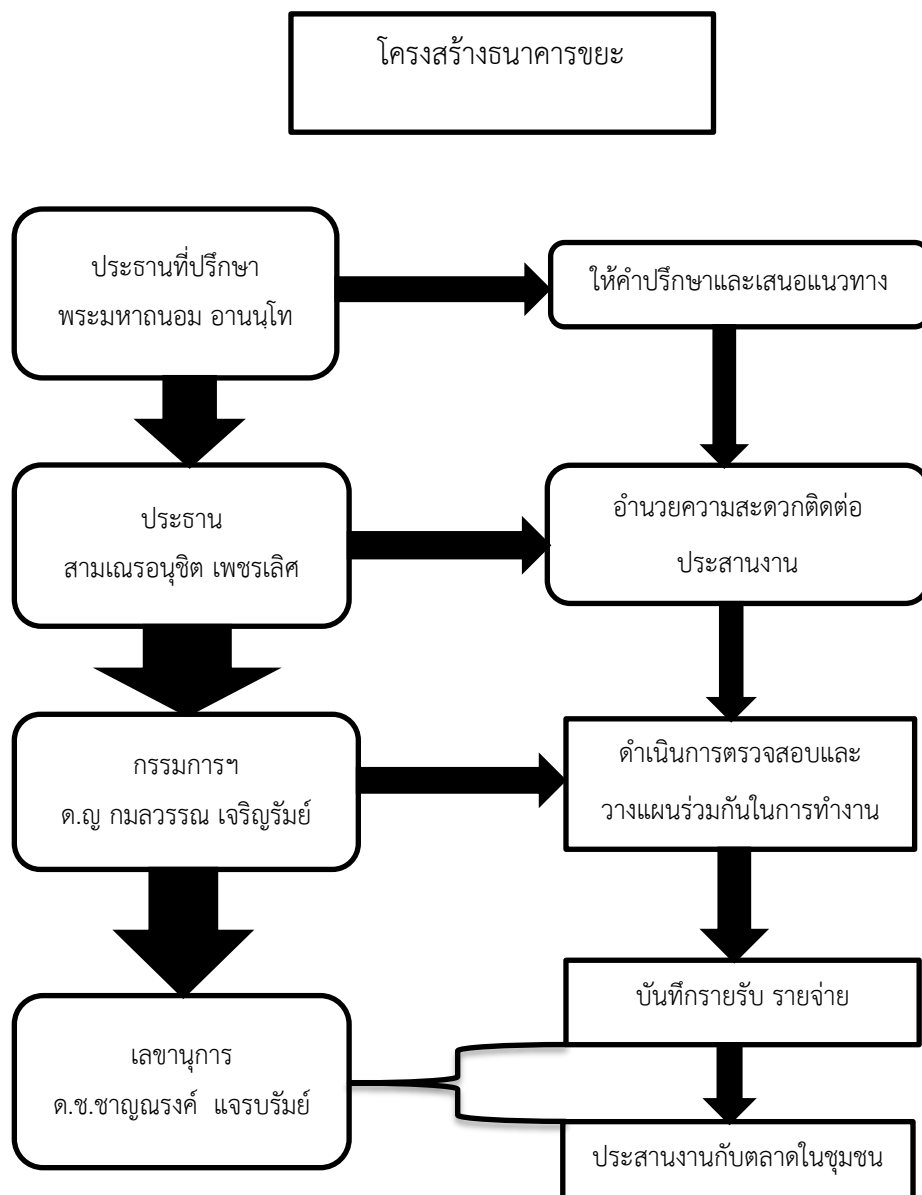 โครงสร้างธนาคารขยะ
ประธานที่ปรึกษา
พระมหาถนอม อานนฺโท
ให้คำปรึกษาและเสนอแนวทาง
ประธาน
สามเณรอนุชิต เพชรเลิศ
อำนวยความสะดวกติดต่อ
ประสานงาน
กรรมการฯ
ด.ญ กมลวรรณ เจริญรัมย์
ดำเนินการตรวจสอบและ
วางแผนร่วมกันในการทำงาน
เลขานุการ
ด.ช.ชาญณรงค์ แจรบรัมย์
บันทึกรายรับ รายจ่าย
ประสานงานกับตลาดในชุมชน